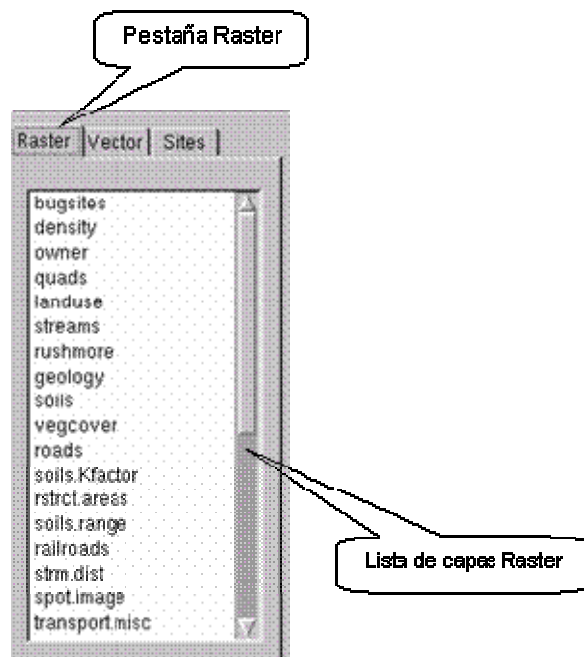 Pestaña Raster
Raster Vector Sites
bugsites
density
owner
quads
landuse
streams
rushmore
geology
soils
vegcover
roads
soils.Kfactor
rstrct.areas
soils.range
railroads
strm.dist
spot.image
transport.misc
Lista de capas Raster